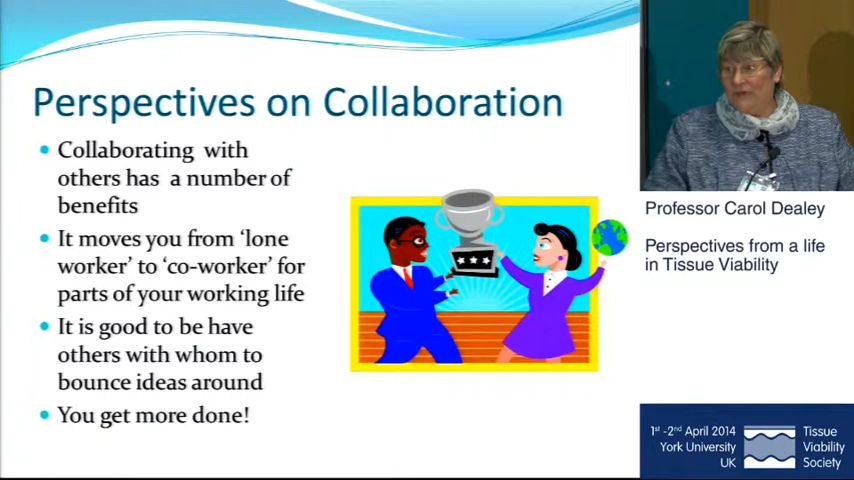 Perspectives on Collaboration
Collaborating with
others has a number of
benefits
It moves you from ‘lone
worker’ to ‘co-worker’ for
parts of your working life
It is good to be have
others with whom to
bounce ideas around
You get more done!
Professor Carol Dealey
Perspectives from a life
in Tissue Viability
1st -2nd April 2014
York University
UK
Tissue
Viability
Society